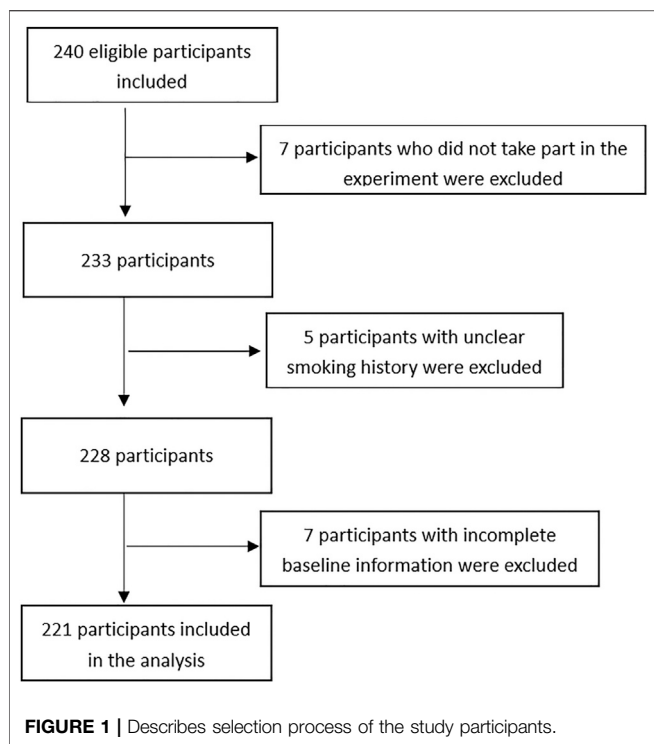 240 eligible participants
included
7 participants who did not take part in the
experiment were excluded
233 participants
5 participants with unclear
smoking history were excluded
228 participants
7 participants with incomplete
baseline information were excluded
221 participants included
in the analysis
FIGURE 1 | Describes selection process of the study participants.